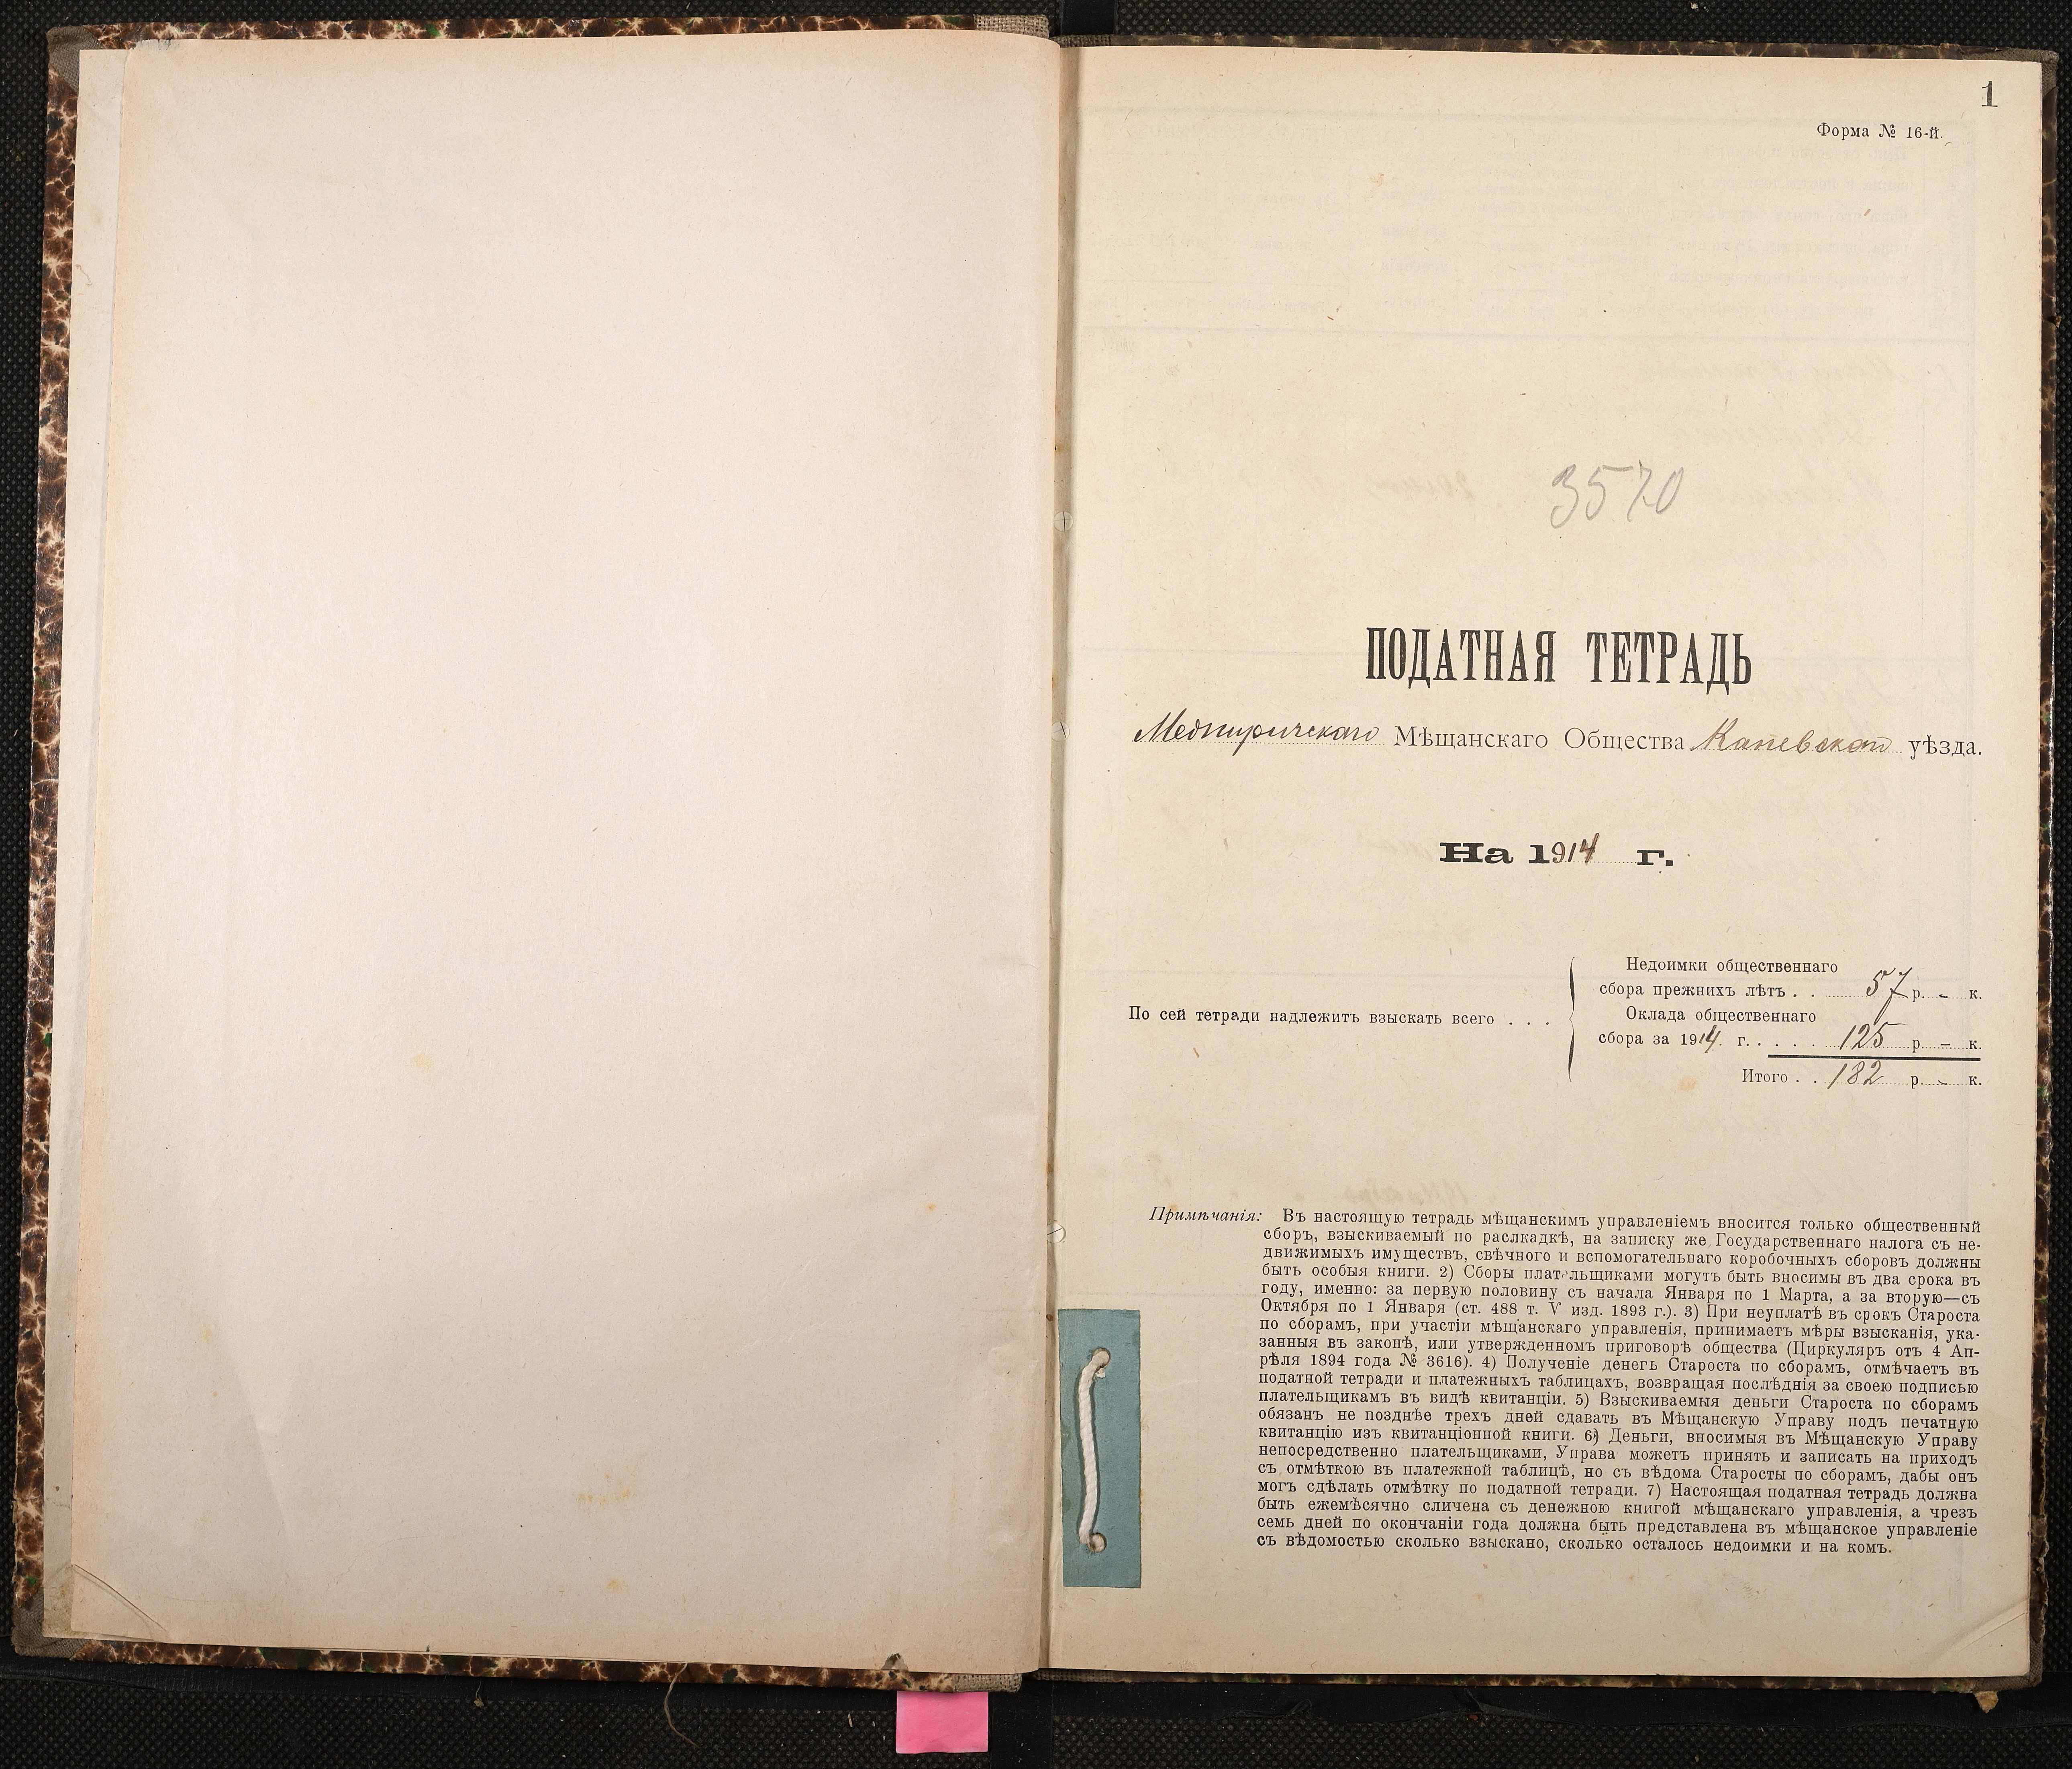 1
Форма № 16-й.
3570
ПОДАТНАЯ ТЕТРАДЬ
Межиричскаго Мѣщанскаго Общества Каневскаго уѣзда.
На 1914 г.
Недоимки общественнаго
сбора прежнихъ лѣтъ . . 57 р. - к.
По сей тетради надлежитъ взыскать всего . . .
Оклада общественнаго
сбора за 1914 г. . . . . 125 р. - к.
Итого . . 182 р. - к.
Примѣчанія: Въ настоящую тетрадь мѣщанскимъ управленіемъ вносится только общественный
сборъ, взыскиваемый по раслкадкѣ, на записку же Государственнаго налога съ не-
движимыхъ имуществъ, свѣчного и вспомогательнаго коробочныхъ сборовъ должны
быть особыя книги. 2) Сборы плательщиками могутъ быть вносимы въ два срока въ
году, именно: за первую половину съ начала Января по 1 Марта, а за вторую—съ
Октября по 1 Января (ст. 488 т. V изд. 1893 г.). 3) При неуплатѣ въ срокъ Староста
по сборамъ, при участіи мѣщанскаго управленія, принимаетъ мѣры взысканія, ука-
занныя въ законѣ, или утвержденномъ приговорѣ общества (Циркуляръ отъ 4 Ап-
рѣля 1894 года № 3616). 4) Полученіе денегъ Староста по сборамъ, отмѣчаетъ въ
податной тетради и платежныхъ таблицахъ, возвращая послѣднія за своею подписью
плательщикамъ въ видѣ квитанціи. 5) Взыскиваемыя деньги Староста по сборамъ
обязанъ не позднѣе трехъ дней сдавать въ Мѣщанскую Управу подъ печатную
квитанцію изъ квитанціонной книги. 6) Деньги, вносимыя въ Мѣщанскую Управу
непосредственно плательщиками, Управа можетъ принять и записать на приходъ
съ отмѣткою въ платежной таблицѣ, но съ вѣдома Старосты по сборамъ, дабы онъ
могъ сдѣлать отмѣтку по податной тетради. 7) Настоящая податная тетрадь должна
быть ежемѣсячно сличена съ денежною книгой мѣщанскаго управленія, а чрезъ
семь дней по окончаніи года должна быть представлена въ мѣщанское управленіе
съ вѣдомостью сколько взыскано, сколько осталось недоимки и на комъ.